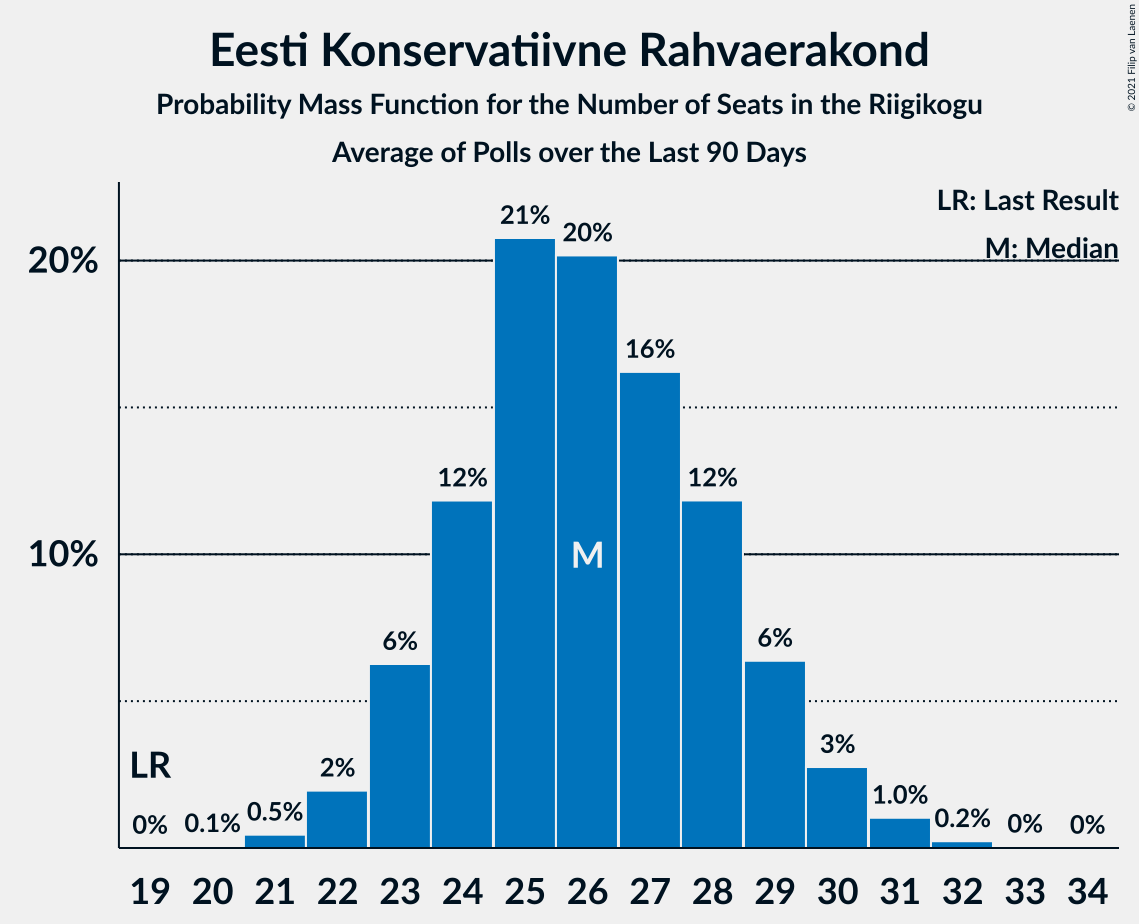 Eesti Konservatiivne Rahvaerakond
Probability Mass Function for the Number of Seats in the Riigikogu
Average of Polls over the Last 90 Days
© 2021 Filip van Laenen
LR: Last Result
M: Median
20%
10%
21%
20%
16%
12%
12%
M
6%
6%
LR
2%
3%
0%
0.1%
0.5%
1.0%
0.2%
0%
0%
19 20 21 22 23 24 25 26 27 28 29 30 31 32 33 34